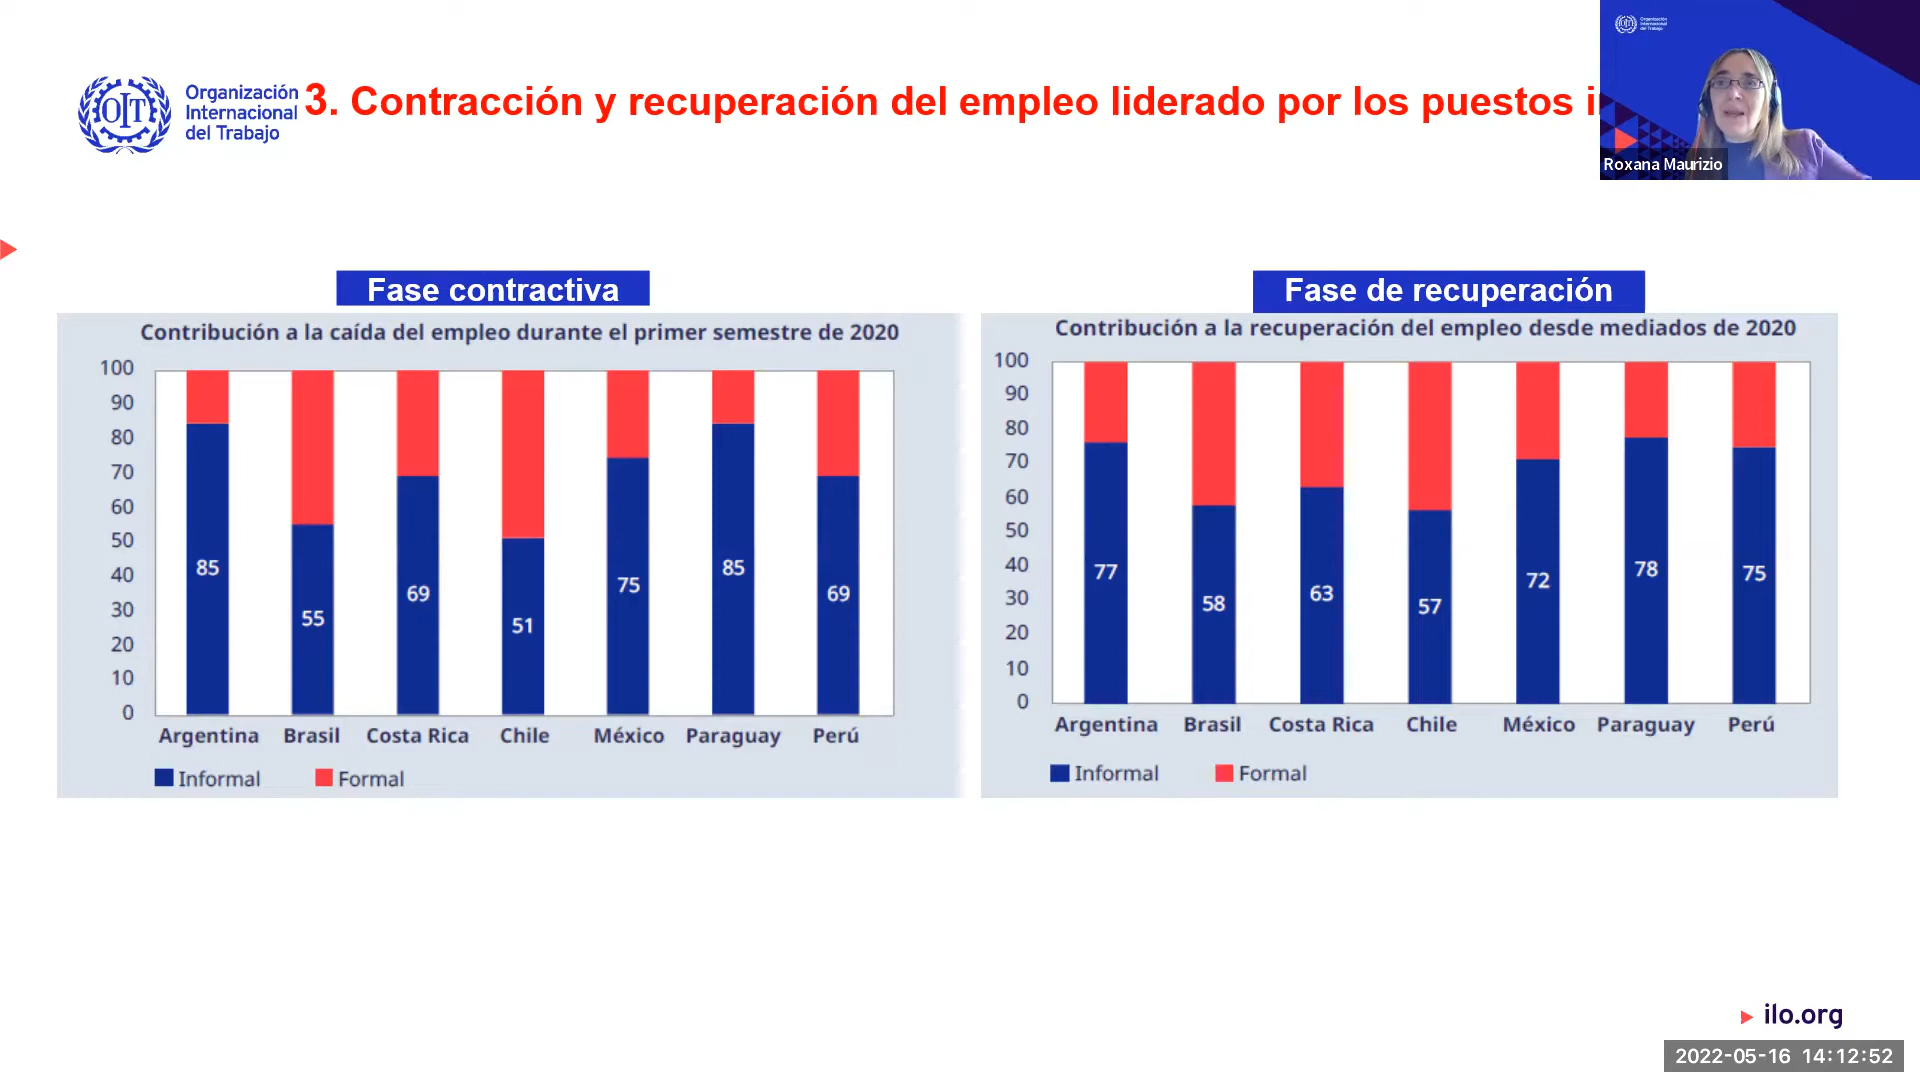 Organización
Internacional
del Trabajo
OIT
3. Contracción y recuperación del empleo liderado por los puestos
Organización
Internacional
del Trabajo
Roxana Maurizio
Fase contractiva
Contribución a la caída del empleo durante el primer semestre de 2020
100
90
80
70
60
50
40
30
20
10
0
85
55
69
51
75
85
69
Argentina Brasil Costa Rica Chile México Paraguay Perú
Informal Formal
Fase de recuperación
Contribución a la recuperación del empleo desde mediados de 2020
100
90
80
70
60
50
40
30
20
10
0
77
58
63
57
72
78
75
Argentina Brasil Costa Rica Chile México Paraguay Perú
Informal Formal
ilo.org
2022-05-16 14:12:52